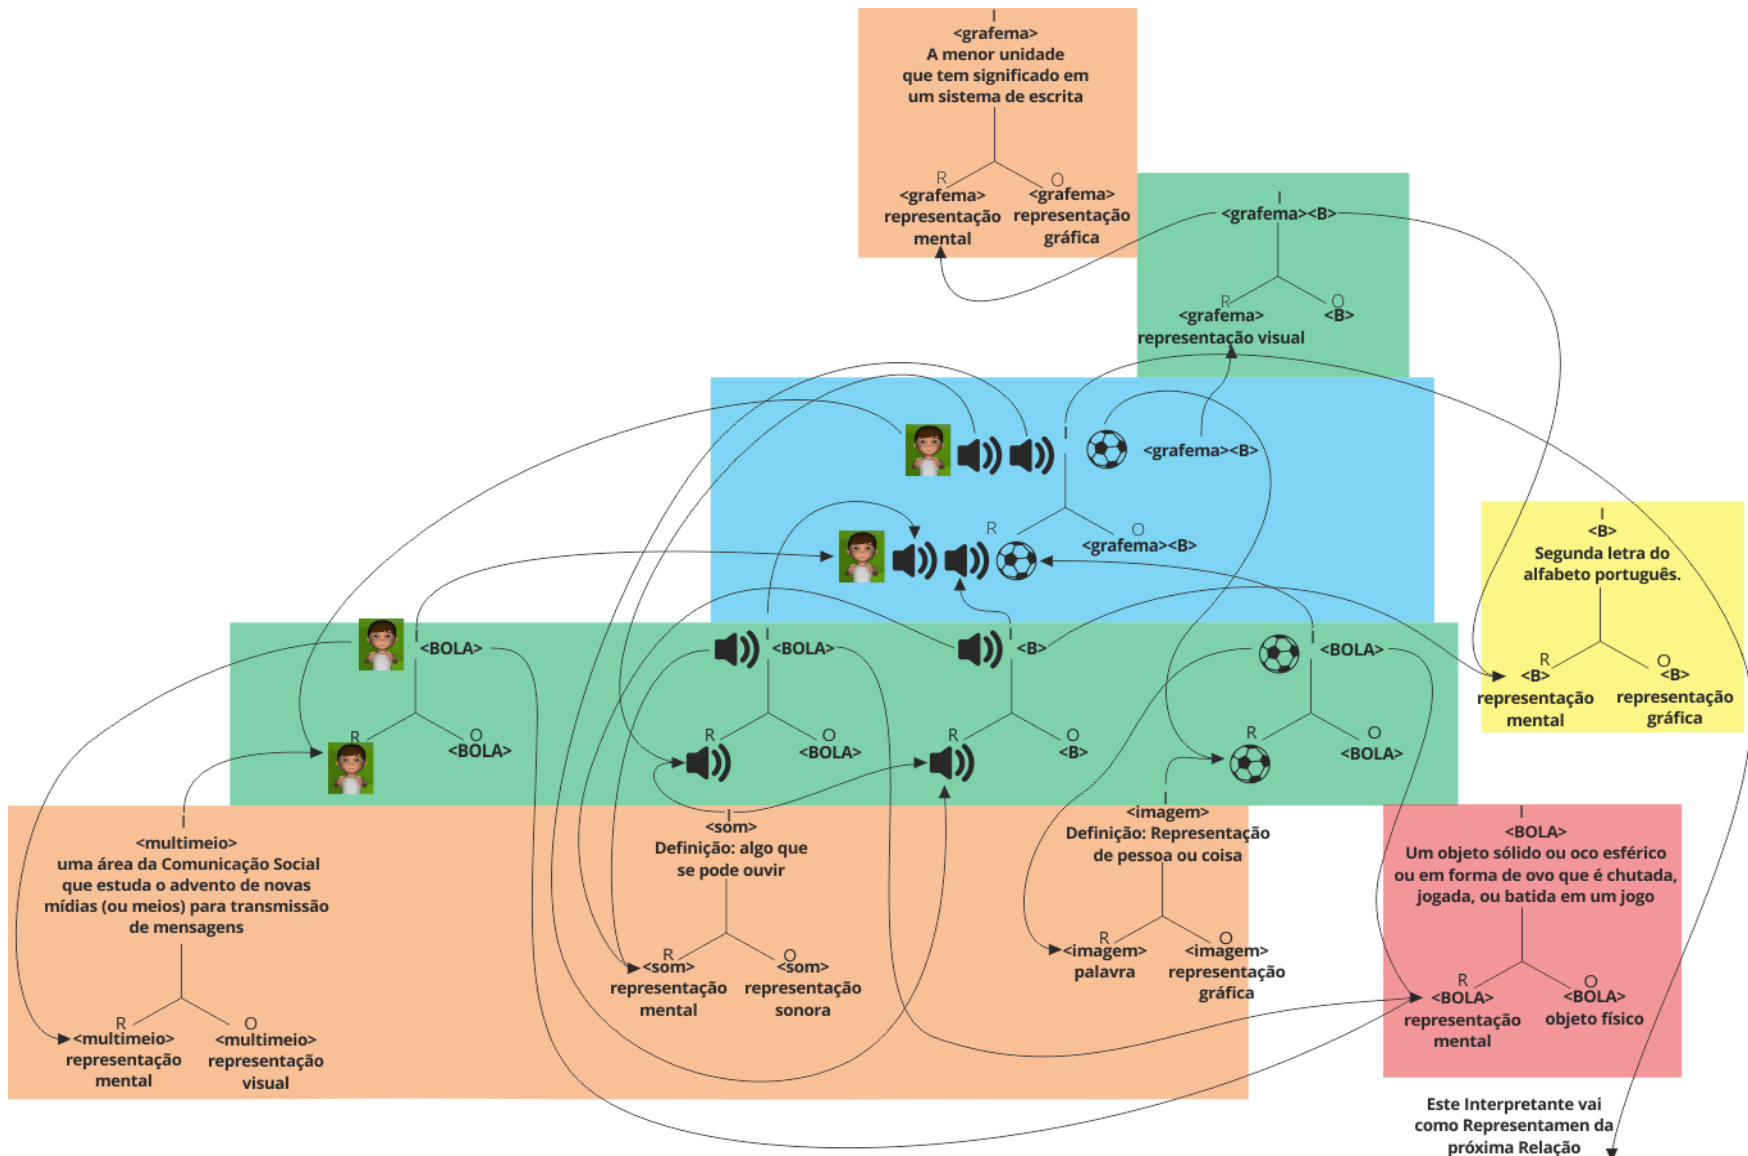 I
<grafema>
A menor unidade
que tem significado em
um sistema de escrita
R
O
<grafema>
representação
mental
<grafema>
representação
gráfica
I
<grafema><B>
R
O
<grafema>
representação visual
<B>
I
<grafema><B>
R
O
<grafema><B>
I
<B>
Segunda letra do
alfabeto português.
R
O
<B>
representação
mental
<B>
representação
gráfica
I
<BOLA>
R
O
<BOLA>
I
<BOLA>
R
O
<BOLA>
I
<B>
R
O
<B>
I
<BOLA>
R
O
<BOLA>
I
<multimeio>
uma área da Comunicação Social
que estuda o advento de novas
mídias (ou meios) para transmissão
de mensagens
R
O
<multimeio>
representação
mental
<multimeio>
representação
visual
I
<som>
Definição: algo que
se pode ouvir
R
O
<som>
representação
mental
<som>
representação
sonora
I
<imagem>
Definição: Representação
de pessoa ou coisa
R
O
<imagem>
palavra
<imagem>
representação
gráfica
I
<BOLA>
Um objeto sólido ou oco esférico
ou em forma de ovo que é chutada,
jogada, ou batida em um jogo
R
O
<BOLA>
representação
mental
<BOLA>
objeto físico
Este Interpretante vai
como Representamen da
próxima Relação